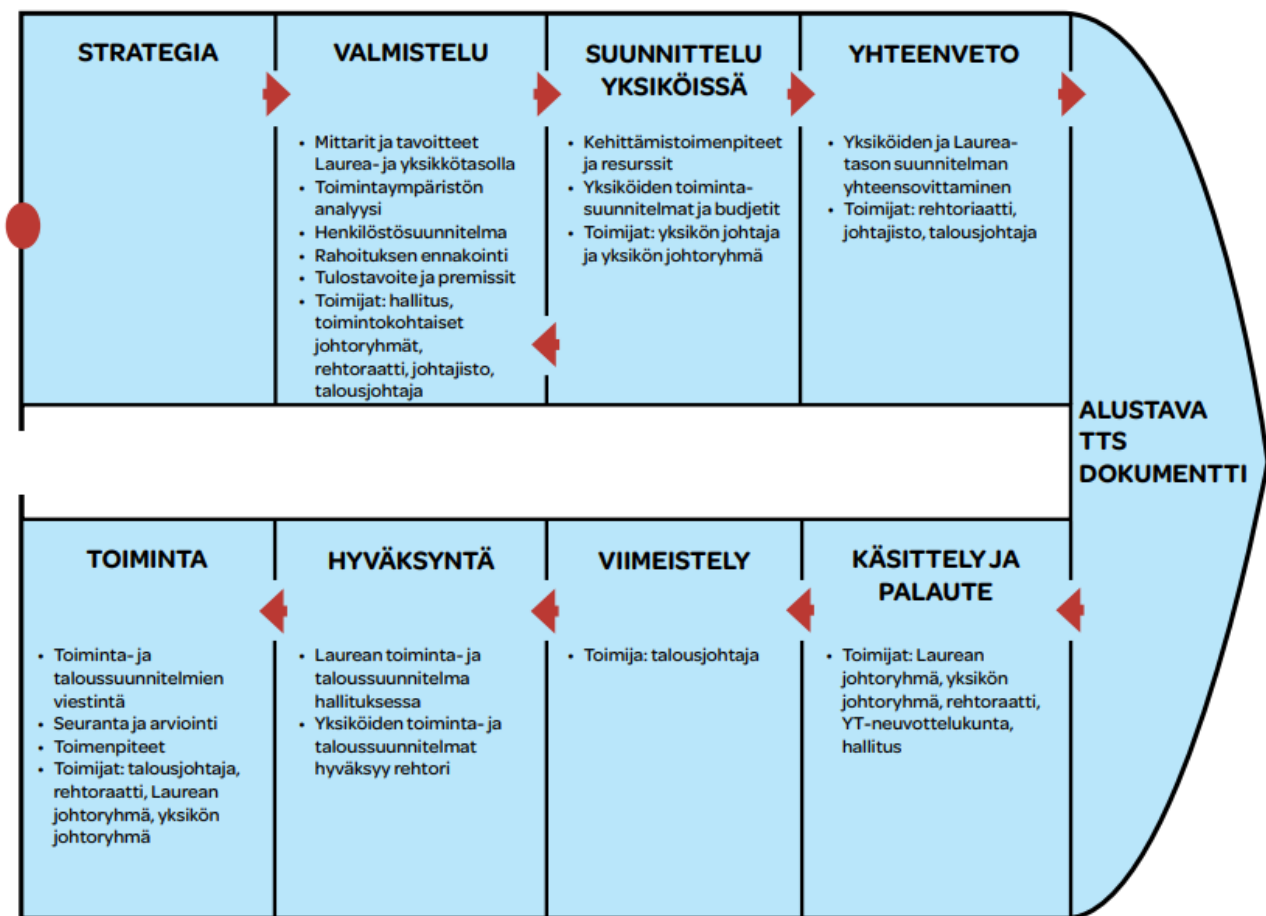 STRATEGIA
VALMISTELU
• Mittarit ja tavoitteet
Laurea- ja yksikkötasolla
• Toimintaympäristön
analyysi
• Henkilöstösuunnitelma
• Rahoituksen ennakointi
• Tulostavoite ja premissit
• Toimijat: hallitus,
toimintokohtaiset
johtoryhmät,
rehtoraatti, johtajisto,
talousjohtaja
SUUNNITTELU
YKSIKÖISSÄ
• Kehittämistoimenpiteet
ja resurssit
• Yksiköiden toiminta-
suunnitelmat ja budjetit
• Toimijat: yksikön johtaja
ja yksikön johtoryhmä
YHTEENVETO
• Yksiköiden ja Laurea-
tason suunnitelman
yhteensovittaminen
• Toimijat: rehtoriaatti,
johtajisto, talousjohtaja
ALUSTAVA
TTS
DOKUMENTTI
KÄSITTELY JA
PALAUTE
• Toimijat: Laurean
johtoryhmä, yksikön
johtoryhmä, rehtoraatti,
YT-neuvottelukunta,
hallitus
VIIMEISTELY
• Toimija: talousjohtaja
HYVÄKSYNTÄ
• Laurean toiminta- ja
taloussuunnitelma
hallituksessa
• Yksiköiden toiminta- ja
taloussuunnitelmat
hyväksyy rehtori
TOIMINTA
• Toiminta- ja
taloussuunnitelmien
viestintä
• Seuranta ja arviointi
• Toimenpiteet
• Toimijat: talousjohtaja,
rehtoraatti, Laurean
johtoryhmä, yksikön
johtoryhmä